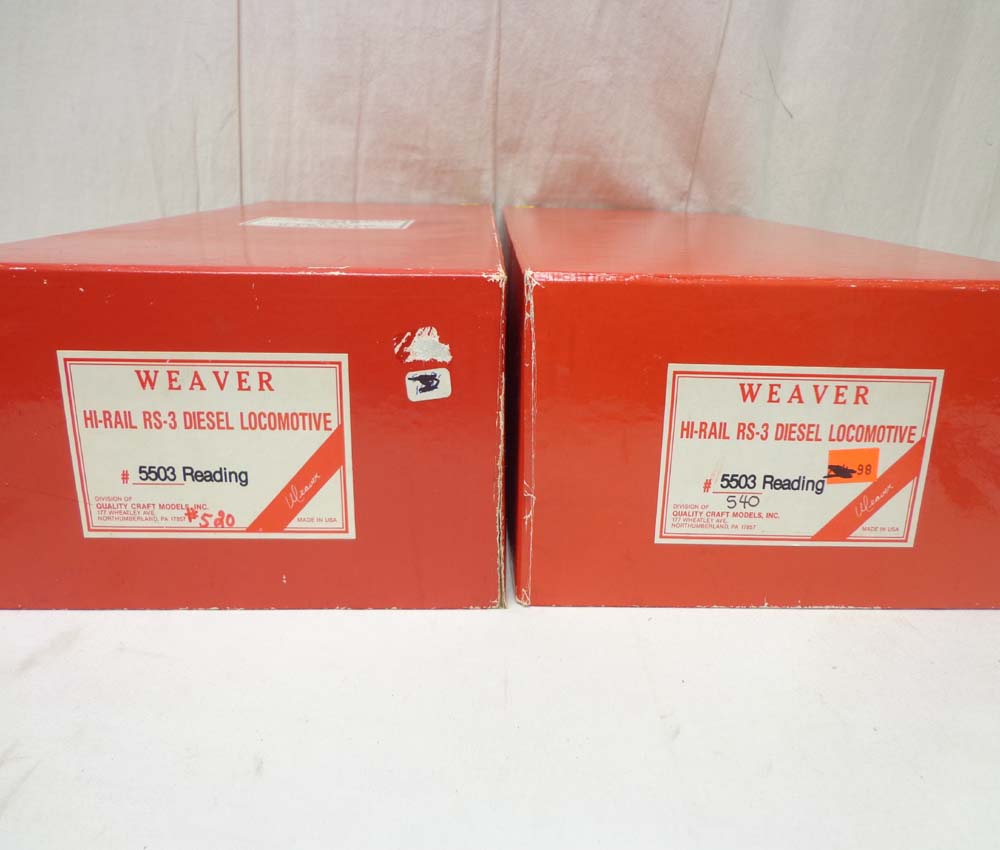 WEAVER
HI-RAIL RS-3 DIESEL LOCOMOTIVE
# 5503 Reading
DIVISION OF
QUALITY CRAFT MODELS, INC.
177 WHEATLEY AVE.
NORTHUMBERLAND, PA 17857
#520
Weaver
MADE IN USA
WEAVER
HI-RAIL RS-3 DIESEL LOCOMOTIVE
98
# 5503 Reading
540
DIVISION OF
QUALITY CRAFT MODELS, INC.
177 WHEATLEY AVE.
NORTHUMBERLAND, PA 17857
Weaver
MADE IN USA